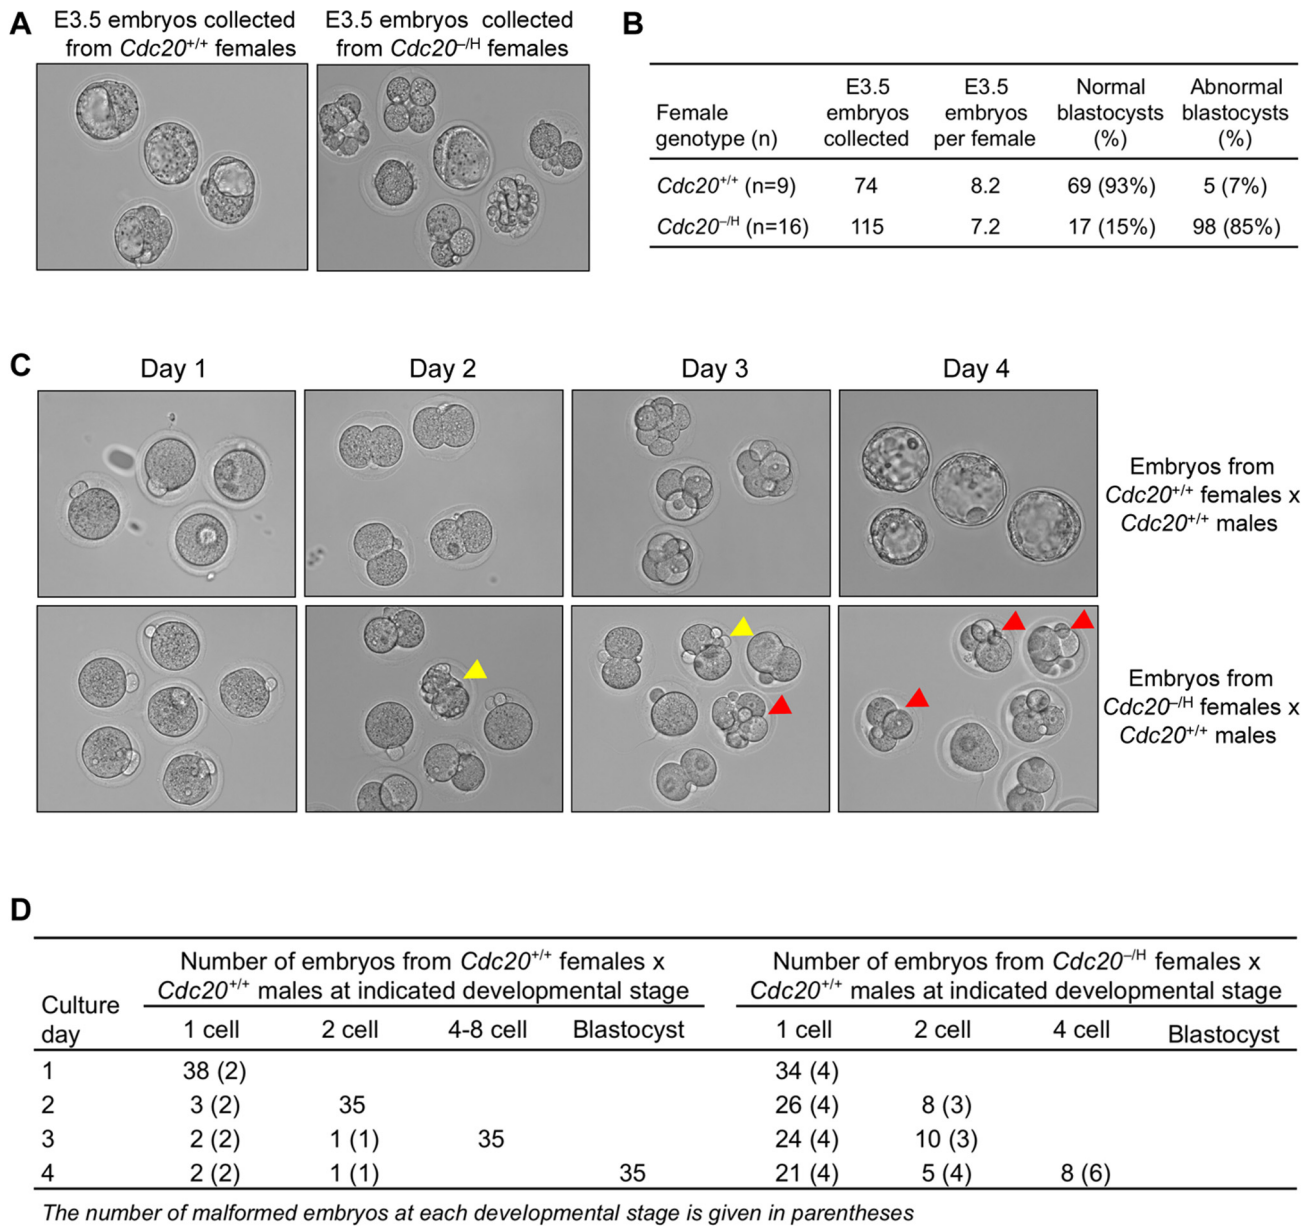 A
E3.5 embryos collected
from Cdc20+/+ females
E3.5 embryos collected
from Cdc20–/H females
B
Female
genotype (n)
E3.5
embryos
collected
E3.5
embryos
per female
Normal
blastocysts
(%)
Abnormal
blastocysts
(%)
Cdc20+/+ (n=9) 74 8.2 69 (93%) 5 (7%)
Cdc20–/H (n=16) 115 7.2 17 (15%) 98 (85%)
C
Day 1 Day 2 Day 3 Day 4
Embryos from
Cdc20+/+ females x
Cdc20+/+ males
Embryos from
Cdc20–/H females x
Cdc20+/+ males
D
Culture
day
Number of embryos from Cdc20+/+ females x
Cdc20+/+ males at indicated developmental stage
Number of embryos from Cdc20–/H females x
Cdc20+/+ males at indicated developmental stage
1 cell 2 cell 4-8 cell Blastocyst 1 cell 2 cell 4 cell Blastocyst
1 38 (2) 34 (4)
2 3 (2) 35 26 (4) 8 (3)
3 2 (2) 1 (1) 35 24 (4) 10 (3)
4 2 (2) 1 (1) 35 21 (4) 5 (4) 8 (6)
The number of malformed embryos at each developmental stage is given in parentheses